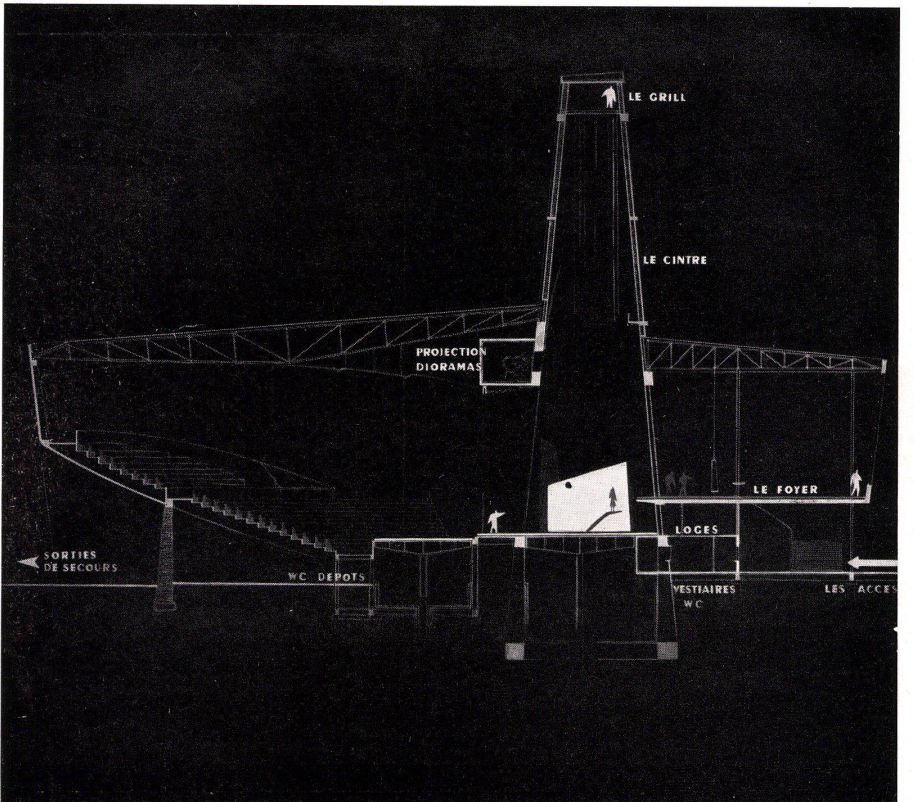 LE GRILL
LE CINTRE
PROJECTION
DIORAMAS
LE FOYER
LOGES
SORTIES
DE SECOURS
WC DEPOTS
VESTIAIRES
WC
LES ACCES